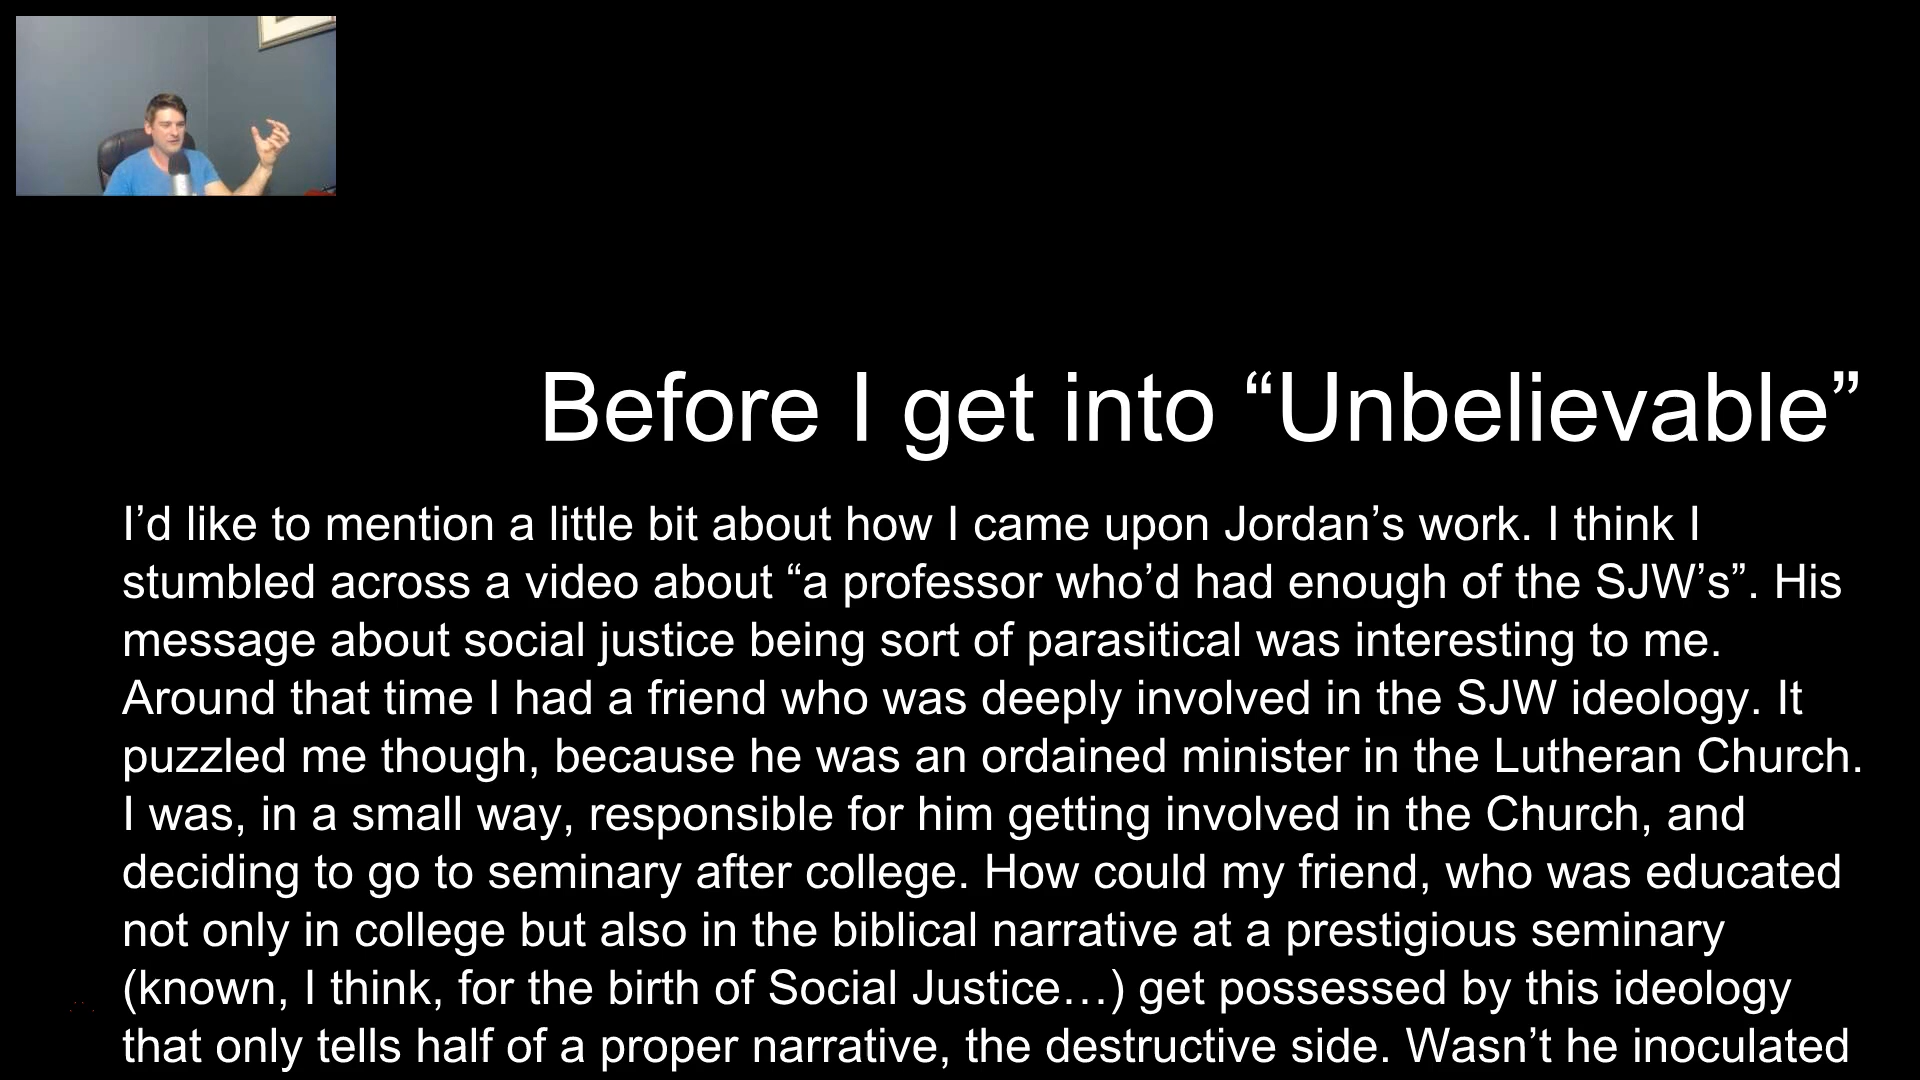 Before I get into “Unbelievable”
I’d like to mention a little bit about how I came upon Jordan’s work. I think I
stumbled across a video about “a professor who’d had enough of the SJW’s”. His
message about social justice being sort of parasitical was interesting to me.
Around that time I had a friend who was deeply involved in the SJW ideology. It
puzzled me though, because he was an ordained minister in the Lutheran Church.
I was, in a small way, responsible for him getting involved in the Church, and
deciding to go to seminary after college. How could my friend, who was educated
not only in college but also in the biblical narrative at a prestigious seminary
(known, I think, for the birth of Social Justice…) get possessed by this ideology
that only tells half of a proper narrative, the destructive side. Wasn’t he inoculated